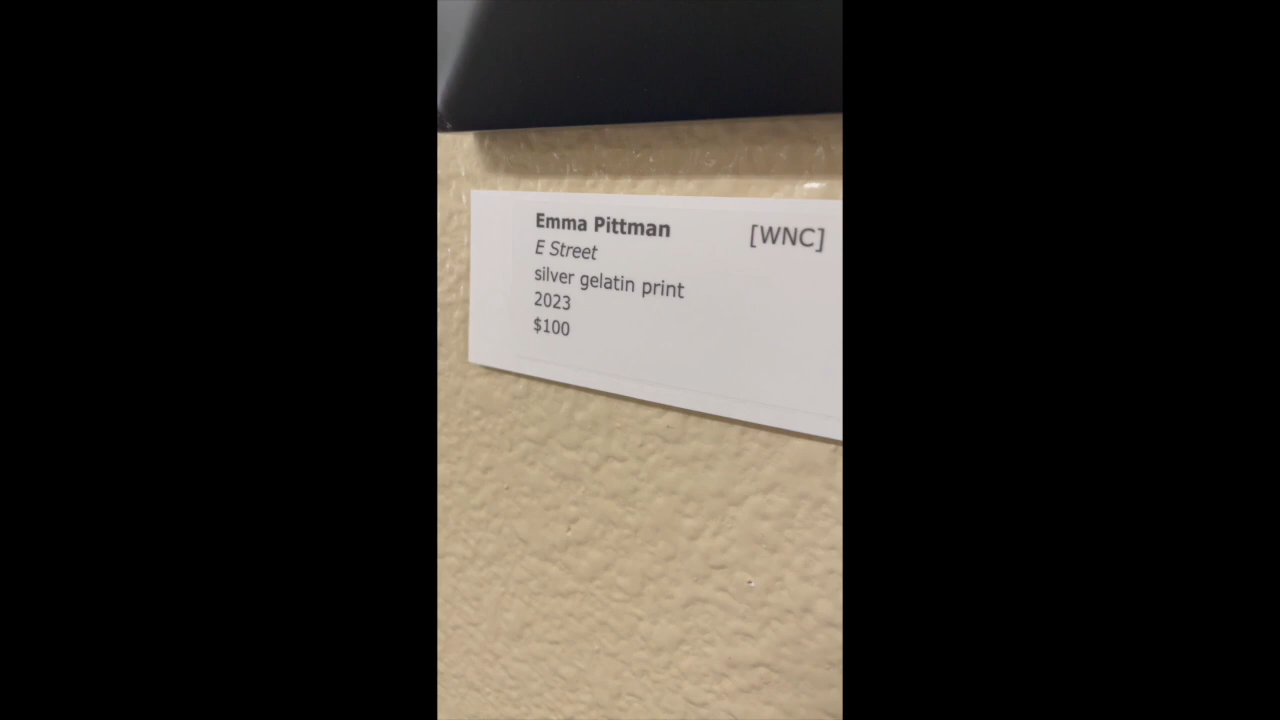 Emma Pittman [WNC]
E Street
silver gelatin print
2023
$100